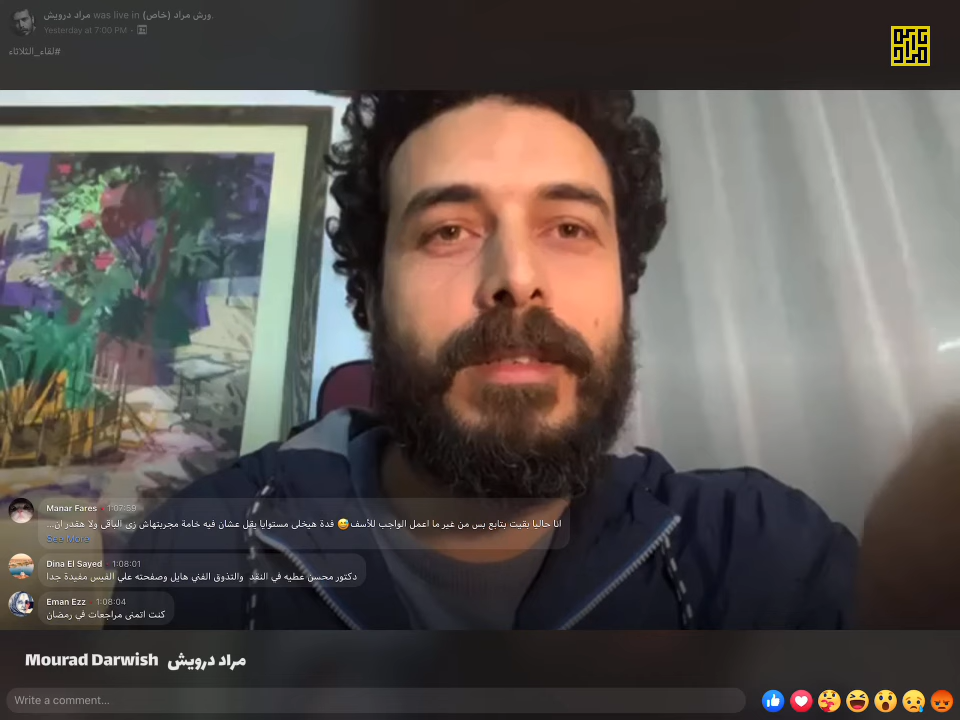 مراد درويش was live in ورش مراد (خاص).
Yesterday at 7:00 PM ·
#لقاء_الثلاثاء
Manar Fares · 1:07:59
انا حاليا بقيت بتابع بس من غير ما اعمل الواجب للأسف 😅 فدة هيخلى مستوايا يقل عشان فيه خامة مجربتهاش زى الباقى ولا هقدر ان...
See More
Dina El Sayed · 1:08:01
دكتور محسن عطيه في النقد والتذوق الفني هايل وصفحته علي الفيس مفيدة جدا
Eman Ezz · 1:08:04
كنت اتمنى مراجعات في رمضان
Mourad Darwish مراد درويش
Write a comment...